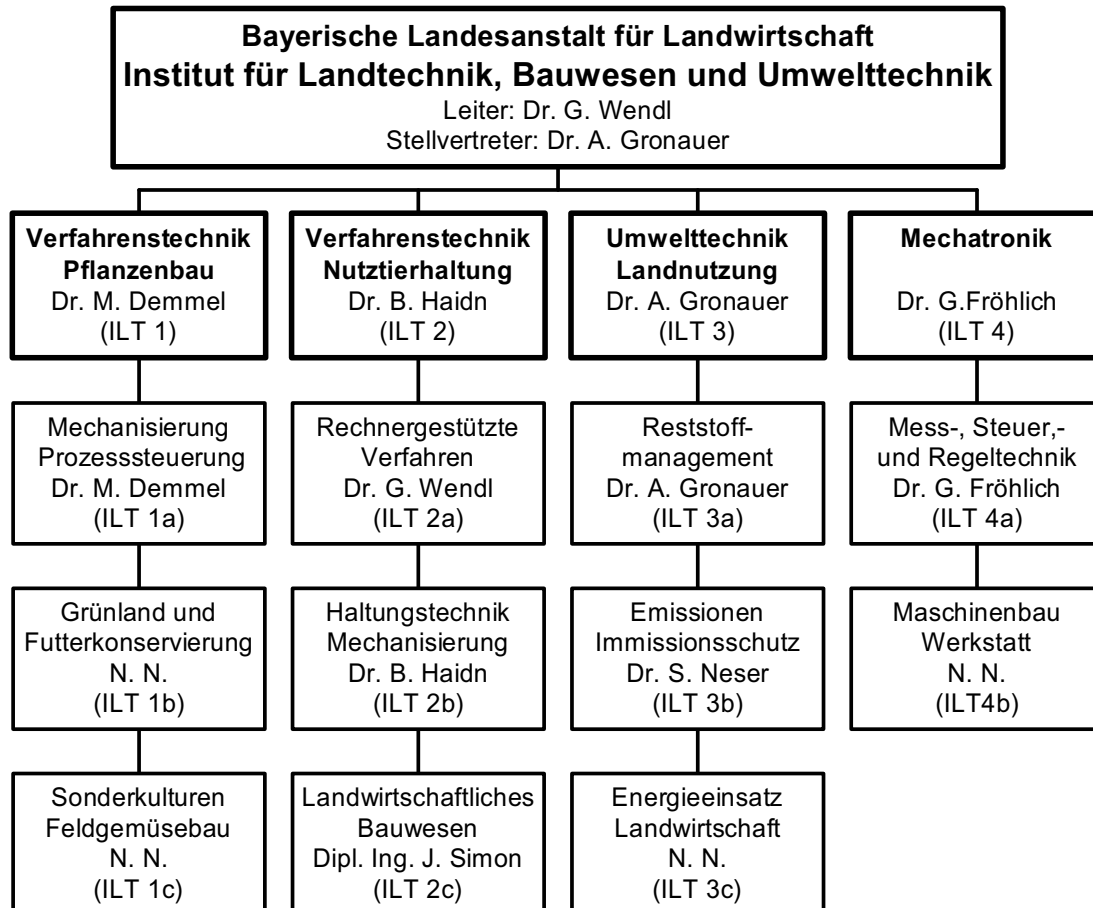 Bayerische Landesanstalt für Landwirtschaft
Institut für Landtechnik, Bauwesen und Umwelttechnik
Leiter: Dr. G. Wendl
Stellvertreter: Dr. A. Gronauer
Verfahrenstechnik
Pflanzenbau
Dr. M. Demmel
(ILT 1)
Verfahrenstechnik
Nutztierhaltung
Dr. B. Haidn
(ILT 2)
Umwelttechnik
Landnutzung
Dr. A. Gronauer
(ILT 3)
Mechatronik
Dr. G.Fröhlich
(ILT 4)
Mechanisierung
Prozesssteuerung
Dr. M. Demmel
(ILT 1a)
Rechnergestützte
Verfahren
Dr. G. Wendl
(ILT 2a)
Reststoff-
management
Dr. A. Gronauer
(ILT 3a)
Mess-, Steuer,-
und Regeltechnik
Dr. G. Fröhlich
(ILT 4a)
Grünland und
Futterkonservierung
N. N.
(ILT 1b)
Haltungstechnik
Mechanisierung
Dr. B. Haidn
(ILT 2b)
Emissionen
Immissionsschutz
Dr. S. Neser
(ILT 3b)
Maschinenbau
Werkstatt
N. N.
(ILT4b)
Sonderkulturen
Feldgemüsebau
N. N.
(ILT 1c)
Landwirtschaftliches
Bauwesen
Dipl. Ing. J. Simon
(ILT 2c)
Energieeinsatz
Landwirtschaft
N. N.
(ILT 3c)